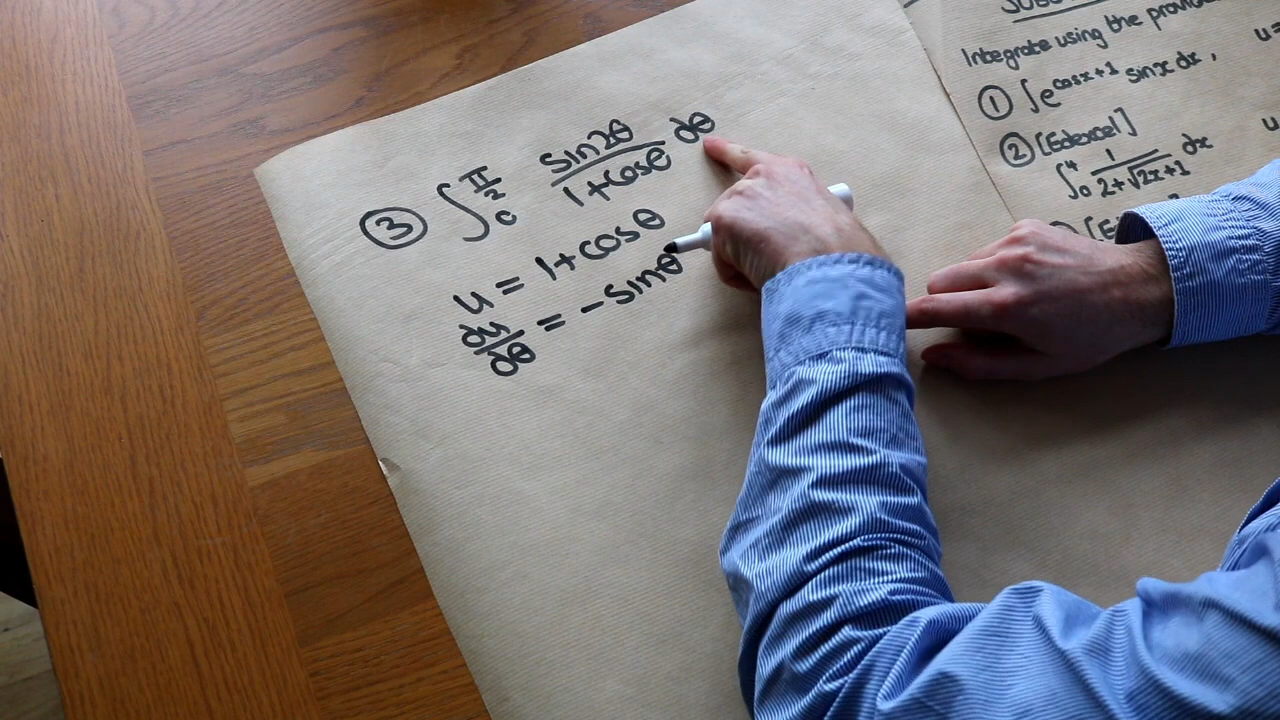 ③ ∫₀^(π/2) sin2θ/(1+cosθ) dθ
u = 1+cosθ
du/dθ = -sinθ
Integrate using the
① ∫e^(cosx+1) sinx dx,
u=
② [Edexcel]
∫₀⁴ 1/(2+√(2x+1)) dx
u